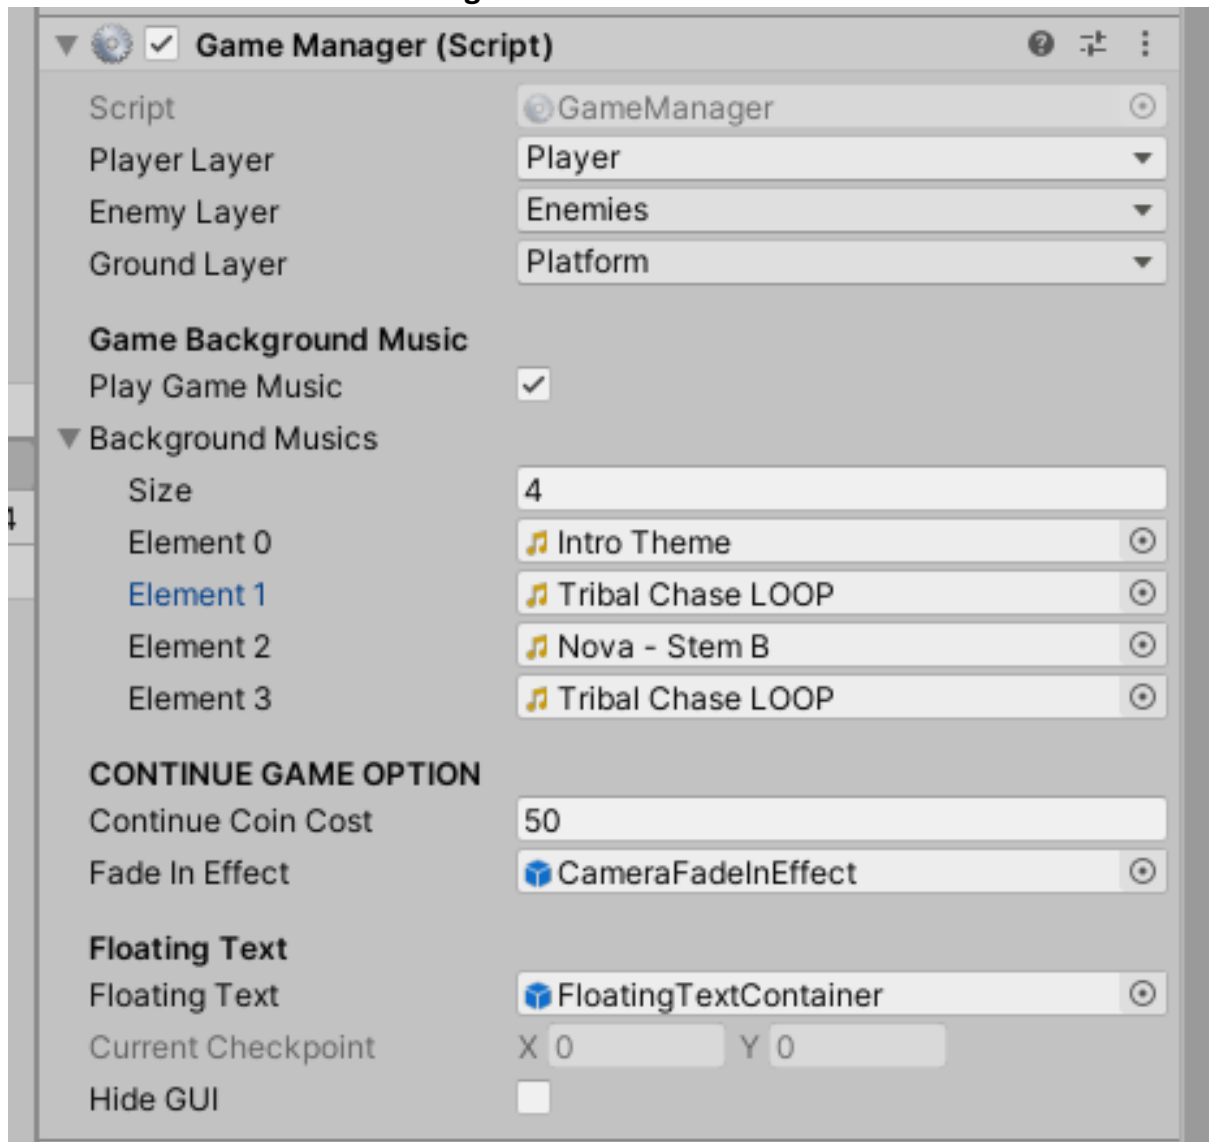 Game Manager (Script)
Script GameManager
Player Layer Player
Enemy Layer Enemies
Ground Layer Platform
Game Background Music
Play Game Music
Background Musics
Size 4
Element 0 Intro Theme
Element 1 Tribal Chase LOOP
Element 2 Nova - Stem B
Element 3 Tribal Chase LOOP
CONTINUE GAME OPTION
Continue Coin Cost 50
Fade In Effect CameraFadeInEffect
Floating Text
Floating Text FloatingTextContainer
Current Checkpoint X 0 Y 0
Hide GUI